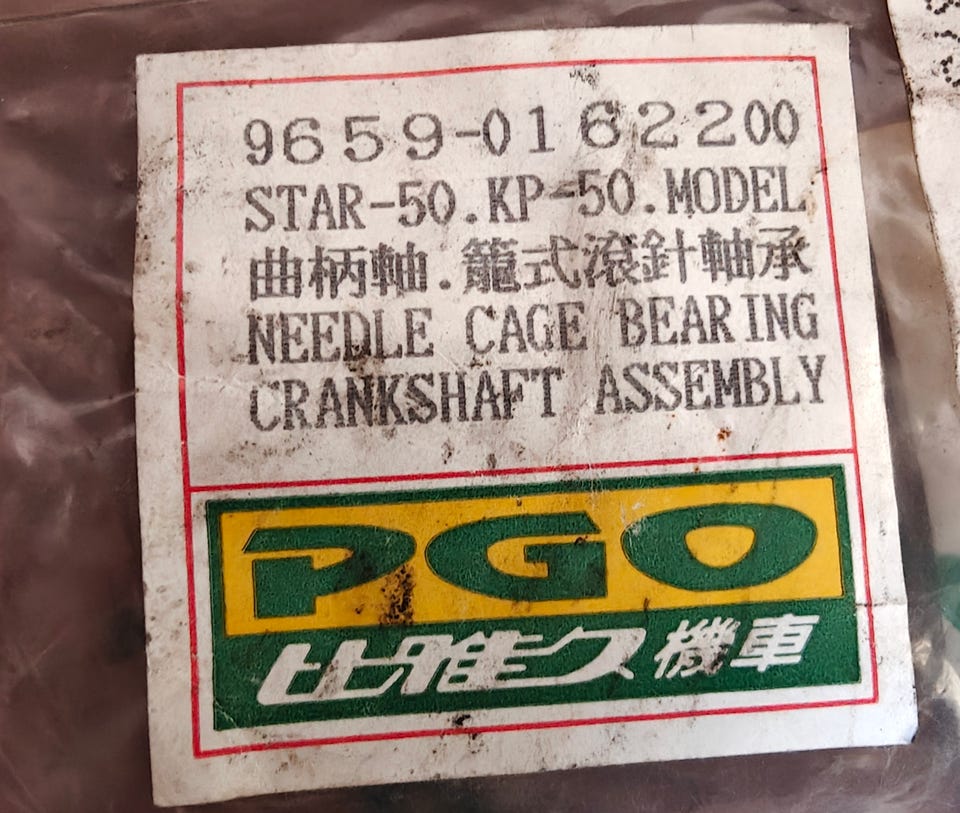 9659-0162200
STAR-50.KP-50.MODEL
曲柄軸.籠式滾針軸承
NEEDLE CAGE BEARING
CRANKSHAFT ASSEMBLY
PGO
比雅久機車